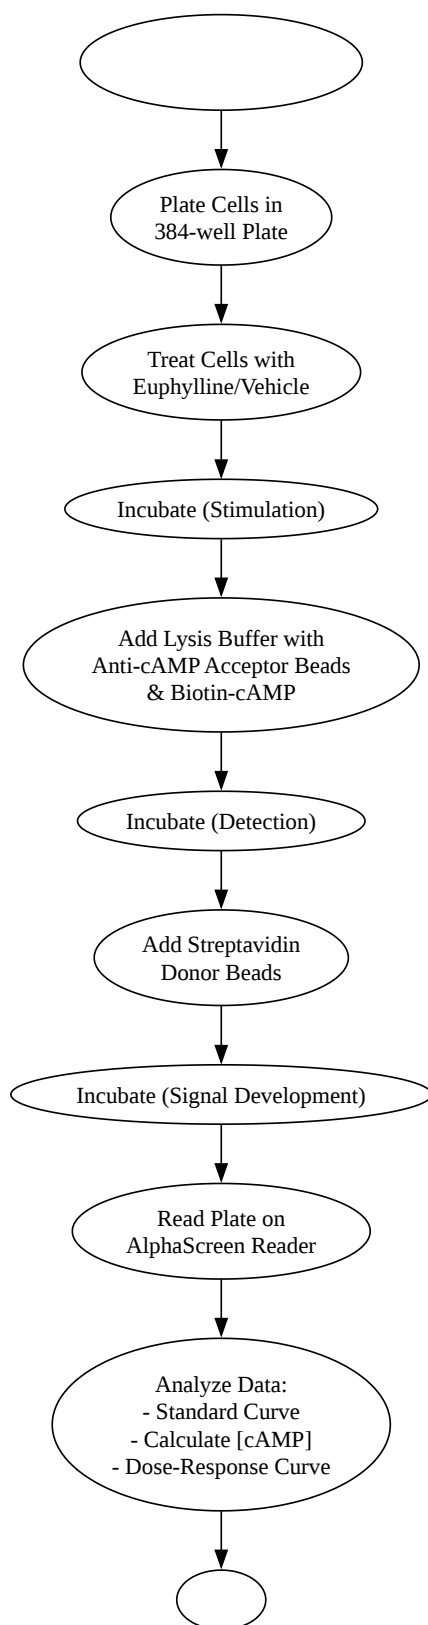 Plate Cells in
384-well Plate
Treat Cells with
Euphylline/Vehicle
Incubate (Stimulation)
Add Lysis Buffer with
Anti-cAMP Acceptor Beads
& Biotin-cAMP
Incubate (Detection)
Add Streptavidin
Donor Beads
Incubate (Signal Development)
Read Plate on
AlphaScreen Reader
Analyze Data:
- Standard Curve
- Calculate [cAMP]
- Dose-Response Curve